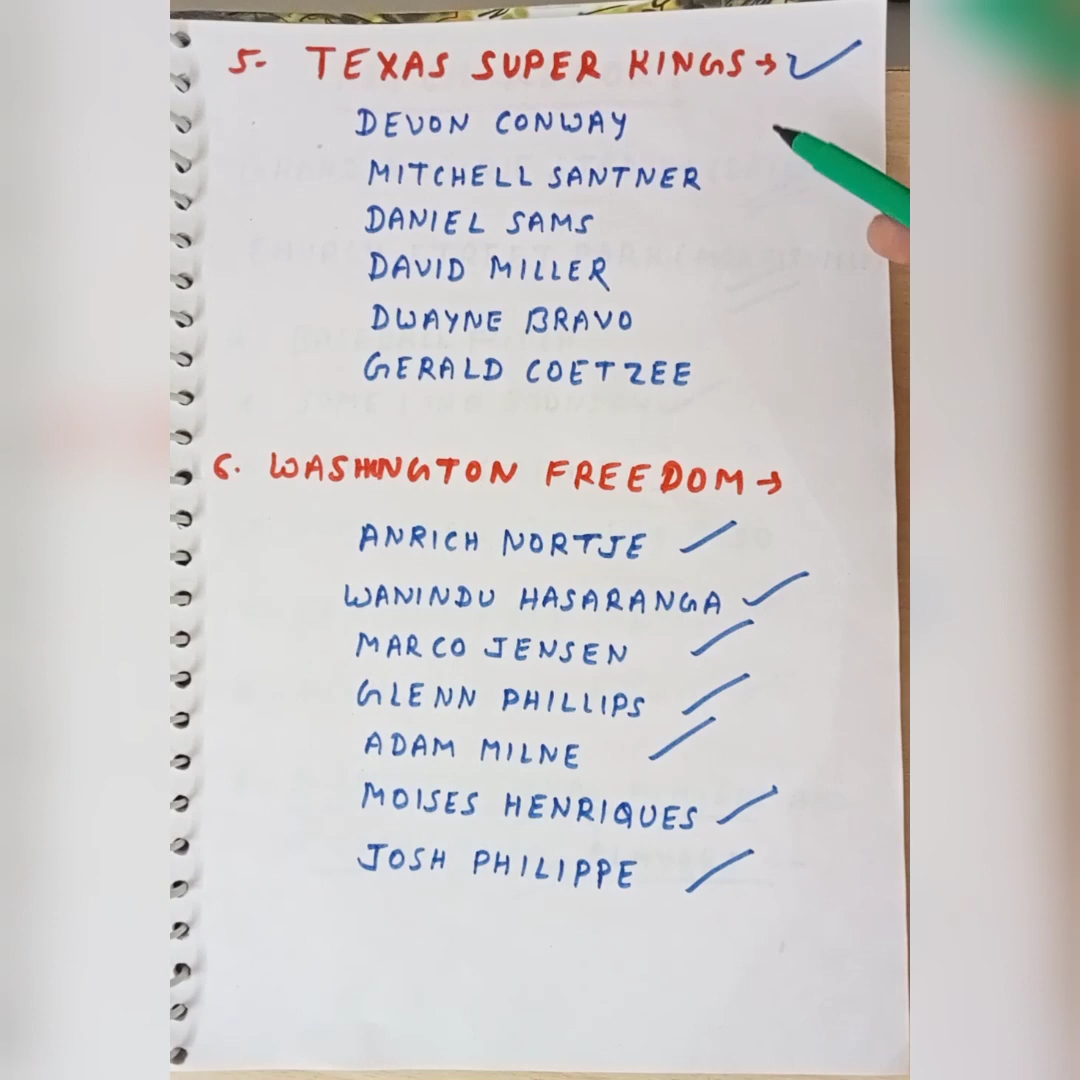 5- TEXAS SUPER KINGS →
DEVON CONWAY
MITCHELL SANTNER
DANIEL SAMS
DAVID MILLER
DWAYNE BRAVO
GERALD COETZEE
6. WASHINGTON FREEDOM →
ANRICH NORTJE
WANINDU HASARANGA
MARCO JENSEN
GLENN PHILLIPS
ADAM MILNE
MOISES HENRIQUES
JOSH PHILIPPE